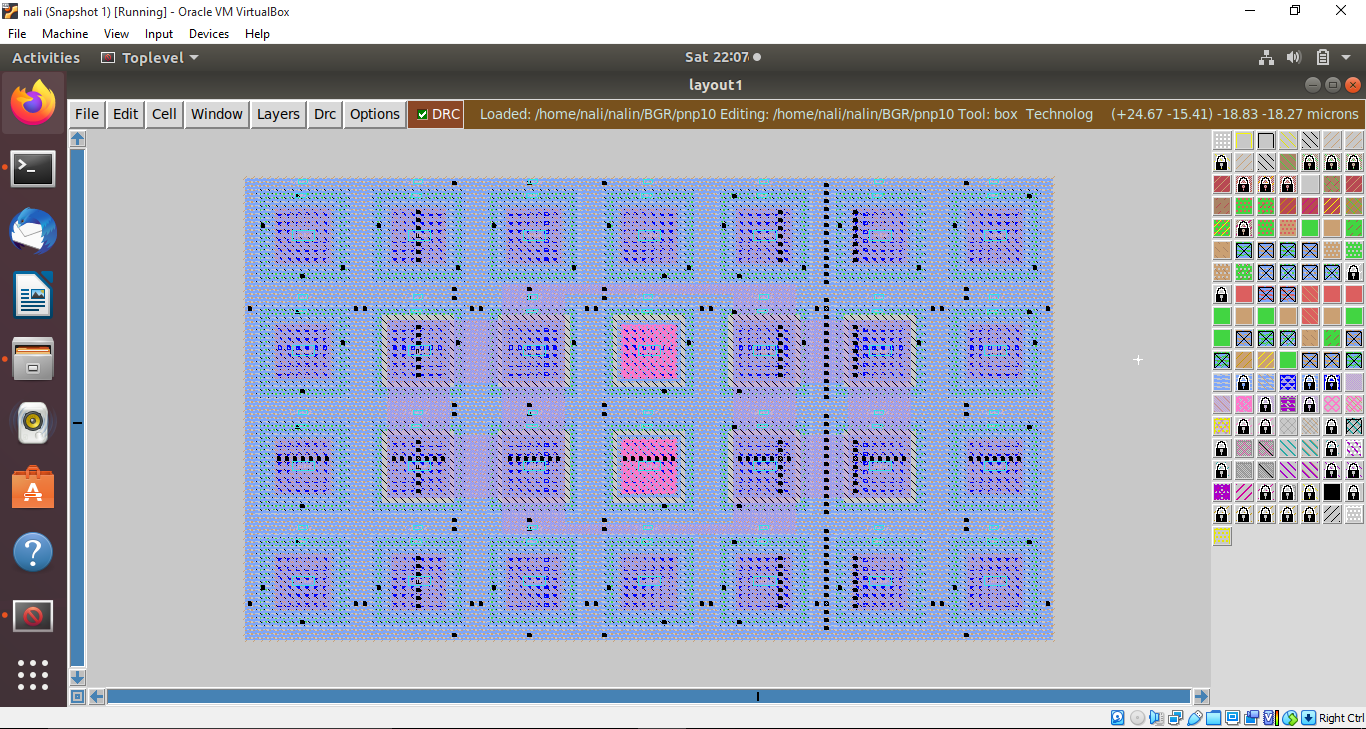 nali (Snapshot 1) [Running] - Oracle VM VirtualBox
File Machine View Input Devices Help
Activities Toplevel Sat 22:07
layout1
File Edit Cell Window Layers Drc Options DRC Loaded: /home/nali/nalin/BGR/pnp10 Editing: /home/nali/nalin/BGR/pnp10 Tool: box Technolog (+24.67 -15.41) -18.83 -18.27 microns
Right Ctrl